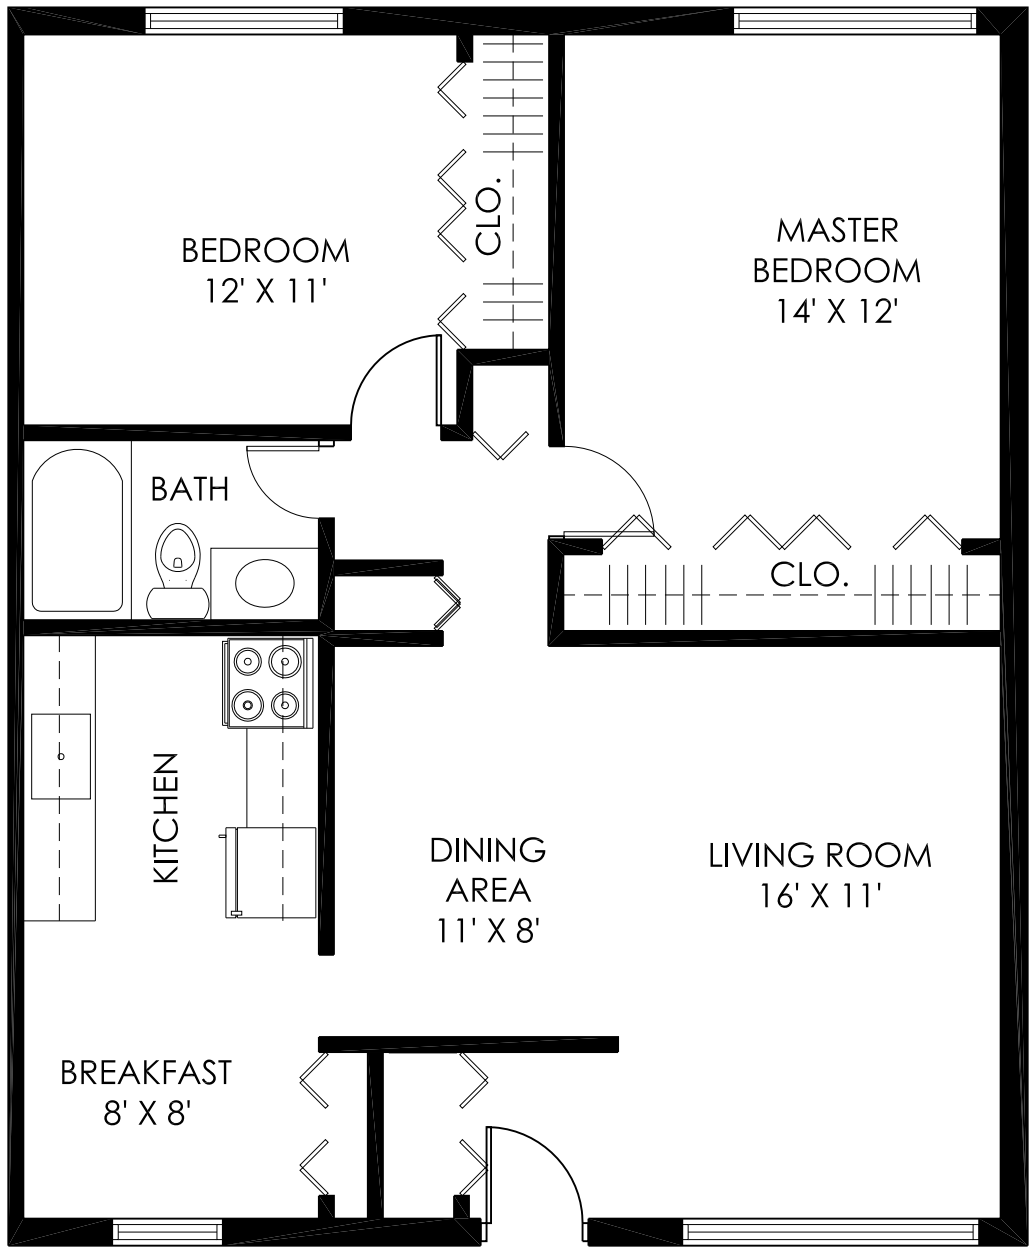 BEDROOM
12' X 11'
CLO.
MASTER
BEDROOM
14' X 12'
BATH
CLO.
KITCHEN
DINING
AREA
11' X 8'
LIVING ROOM
16' X 11'
BREAKFAST
8' X 8'